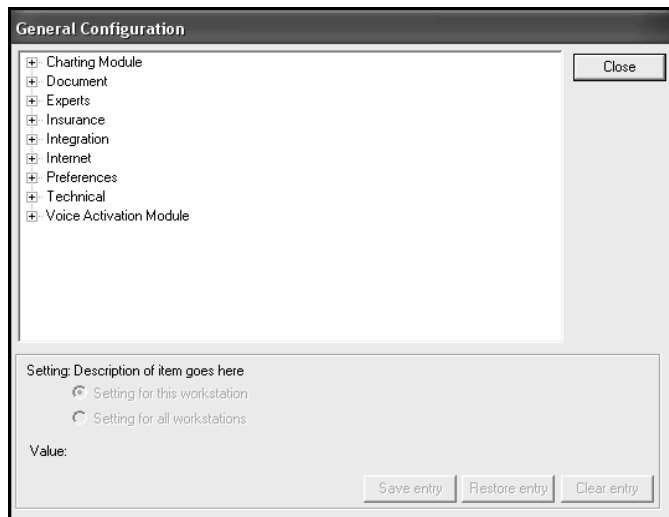 General Configuration
Charting Module
Close
Document
Experts
Insurance
Integration
Internet
Preferences
Technical
Voice Activation Module
Setting: Description of item goes here
Setting for this workstation
Setting for all workstations
Value:
Save entry Restore entry Clear entry